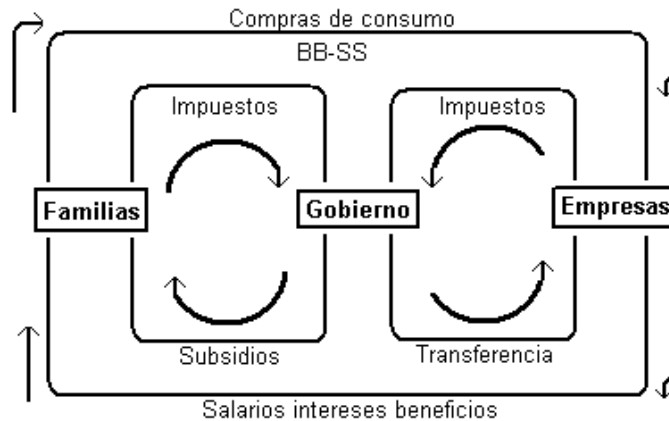 Compras de consumo
BB-SS
Impuestos
Impuestos
Familias
Gobierno
Empresas
Subsidios
Transferencia
Salarios intereses beneficios